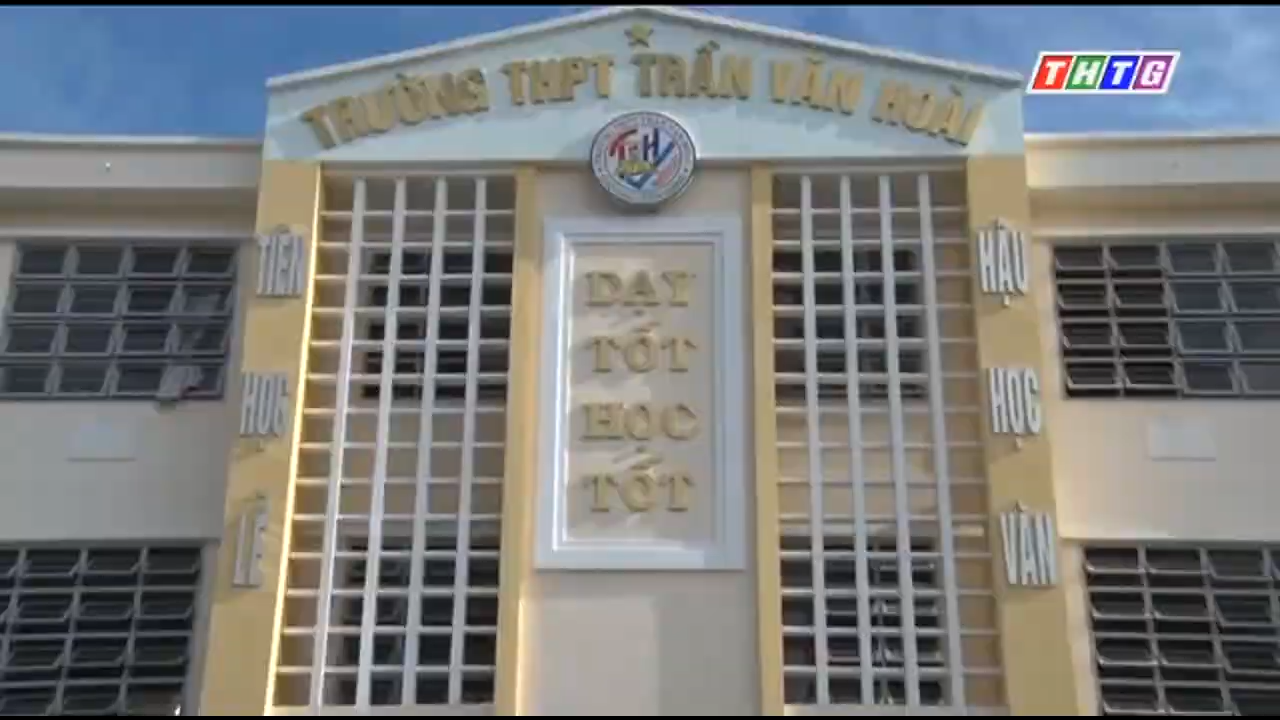 TRƯỜNG THPT TRẦN VĂN HOÀI
THTG
TIÊN
HỌC
LỄ
DẠY
TỐT
HỌC
TỐT
HẬU
HỌC
VĂN